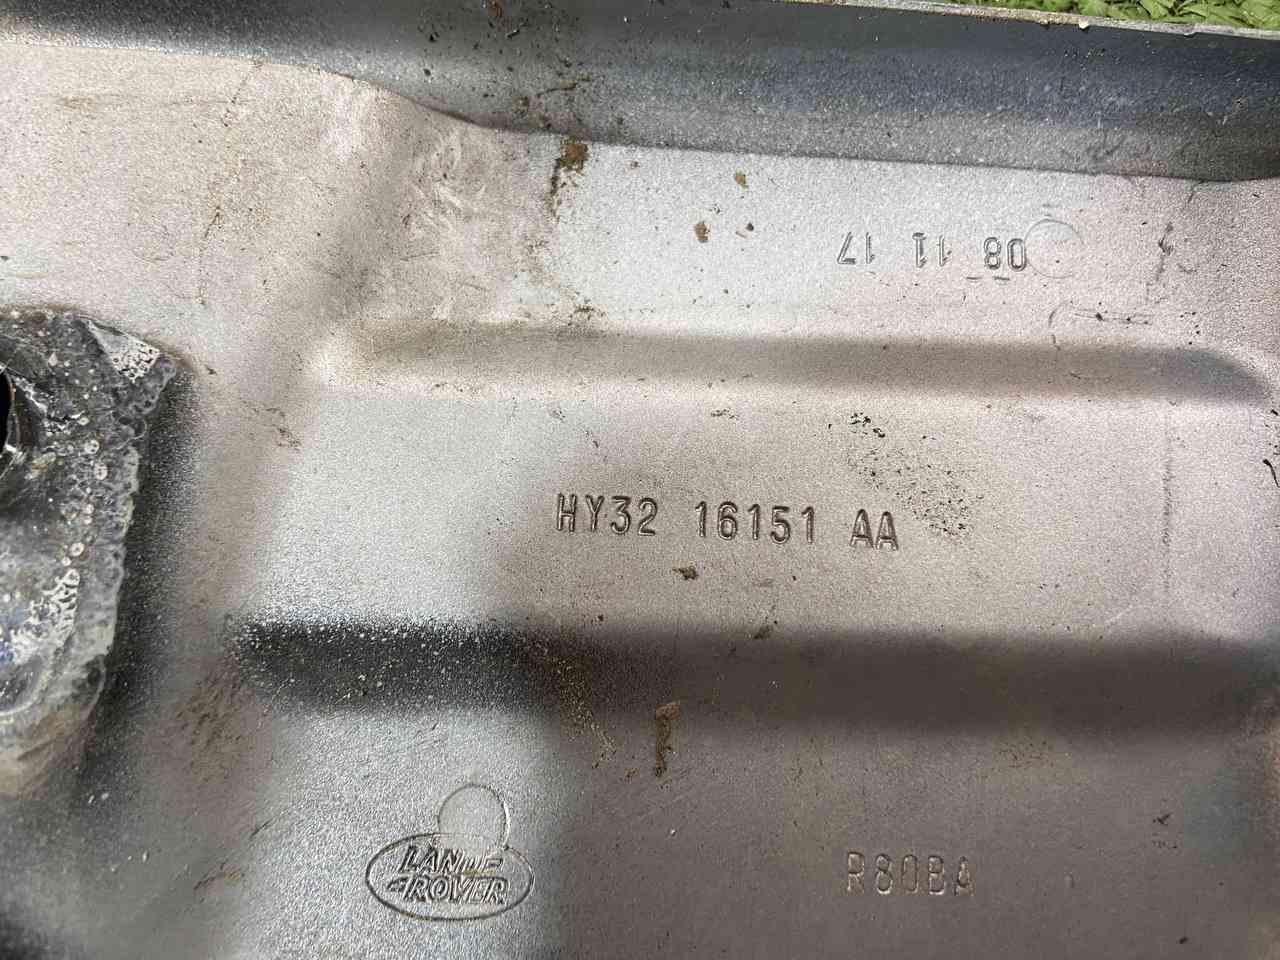 08 11 17
HY32 16151 AA
LAND-
-ROVER
R80BA